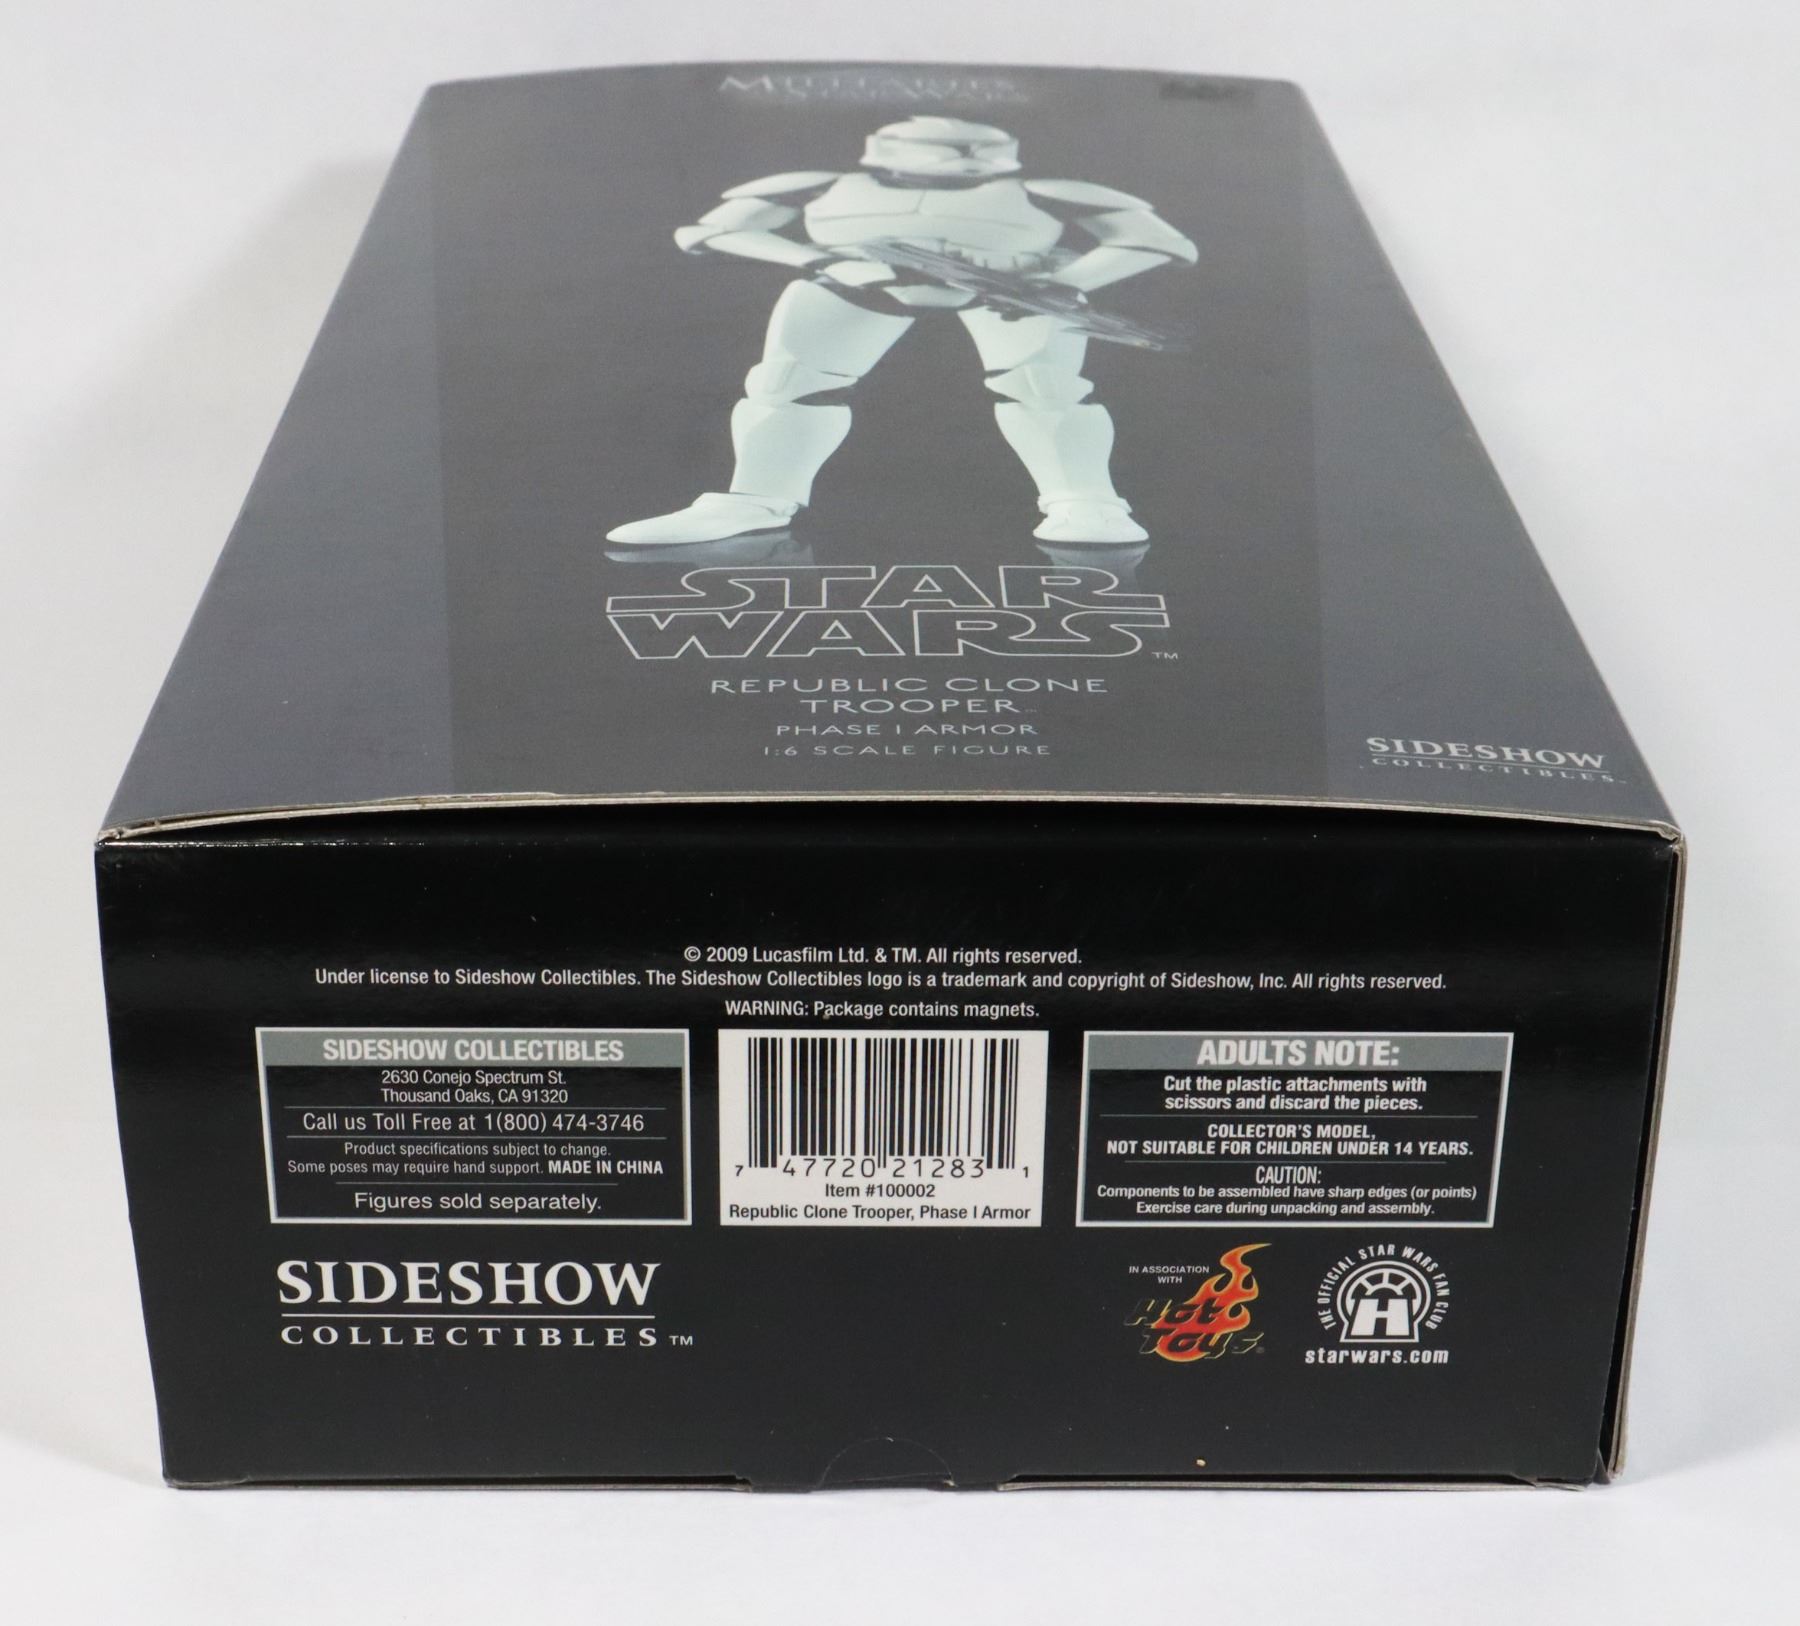 STAR
WARS TM
REPUBLIC CLONE
TROOPER
PHASE I ARMOR
1:6 SCALE FIGURE
SIDESHOW
COLLECTIBLES
© 2009 Lucasfilm Ltd. & TM. All rights reserved.
Under license to Sideshow Collectibles. The Sideshow Collectibles logo is a trademark and copyright of Sideshow, Inc. All rights reserved.
WARNING: Package contains magnets.
SIDESHOW COLLECTIBLES
2630 Conejo Spectrum St.
Thousand Oaks, CA 91320
Call us Toll Free at 1(800) 474-3746
Product specifications subject to change.
Some poses may require hand support. MADE IN CHINA
Figures sold separately.
7 47720 21283 1
Item #100002
Republic Clone Trooper, Phase I Armor
ADULTS NOTE:
Cut the plastic attachments with
scissors and discard the pieces.
COLLECTOR'S MODEL,
NOT SUITABLE FOR CHILDREN UNDER 14 YEARS.
CAUTION:
Components to be assembled have sharp edges (or points)
Exercise care during unpacking and assembly.
SIDESHOW
COLLECTIBLES TM
IN ASSOCIATION
WITH
Hot
Toys®
THE OFFICIAL STAR WARS FAN CLUB
H
starwars.com